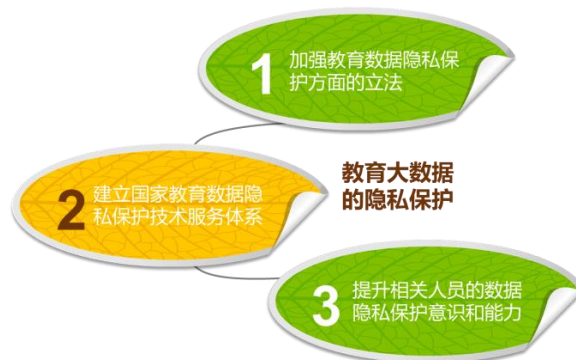 1
加强教育数据隐私保
护方面的立法
教育大数据
的隐私保护
2
建立国家教育数据隐
私保护技术服务体系
3
提升相关人员的数据
隐私保护意识和能力